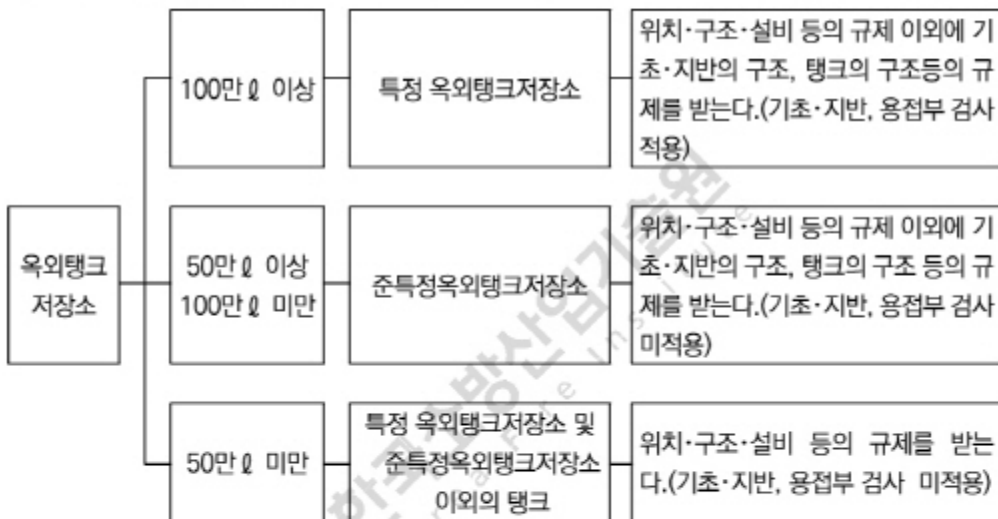 100만ℓ 이상
특정 옥외탱크저장소
위치·구조·설비 등의 규제 이외에 기
초·지반의 구조, 탱크의 구조등의 규
제를 받는다.(기초·지반, 용접부 검사
적용)
옥외탱크
저장소
50만ℓ 이상
100만ℓ 미만
준특정옥외탱크저장소
위치·구조·설비 등의 규제 이외에 기
초·지반의 구조, 탱크의 구조 등의 규
제를 받는다.(기초·지반, 용접부 검사
미적용)
50만ℓ 미만
특정 옥외탱크저장소 및
준특정옥외탱크저장소
이외의 탱크
위치·구조·설비 등의 규제를 받는
다.(기초·지반, 용접부 검사 미적용)
한국소방산업기술원